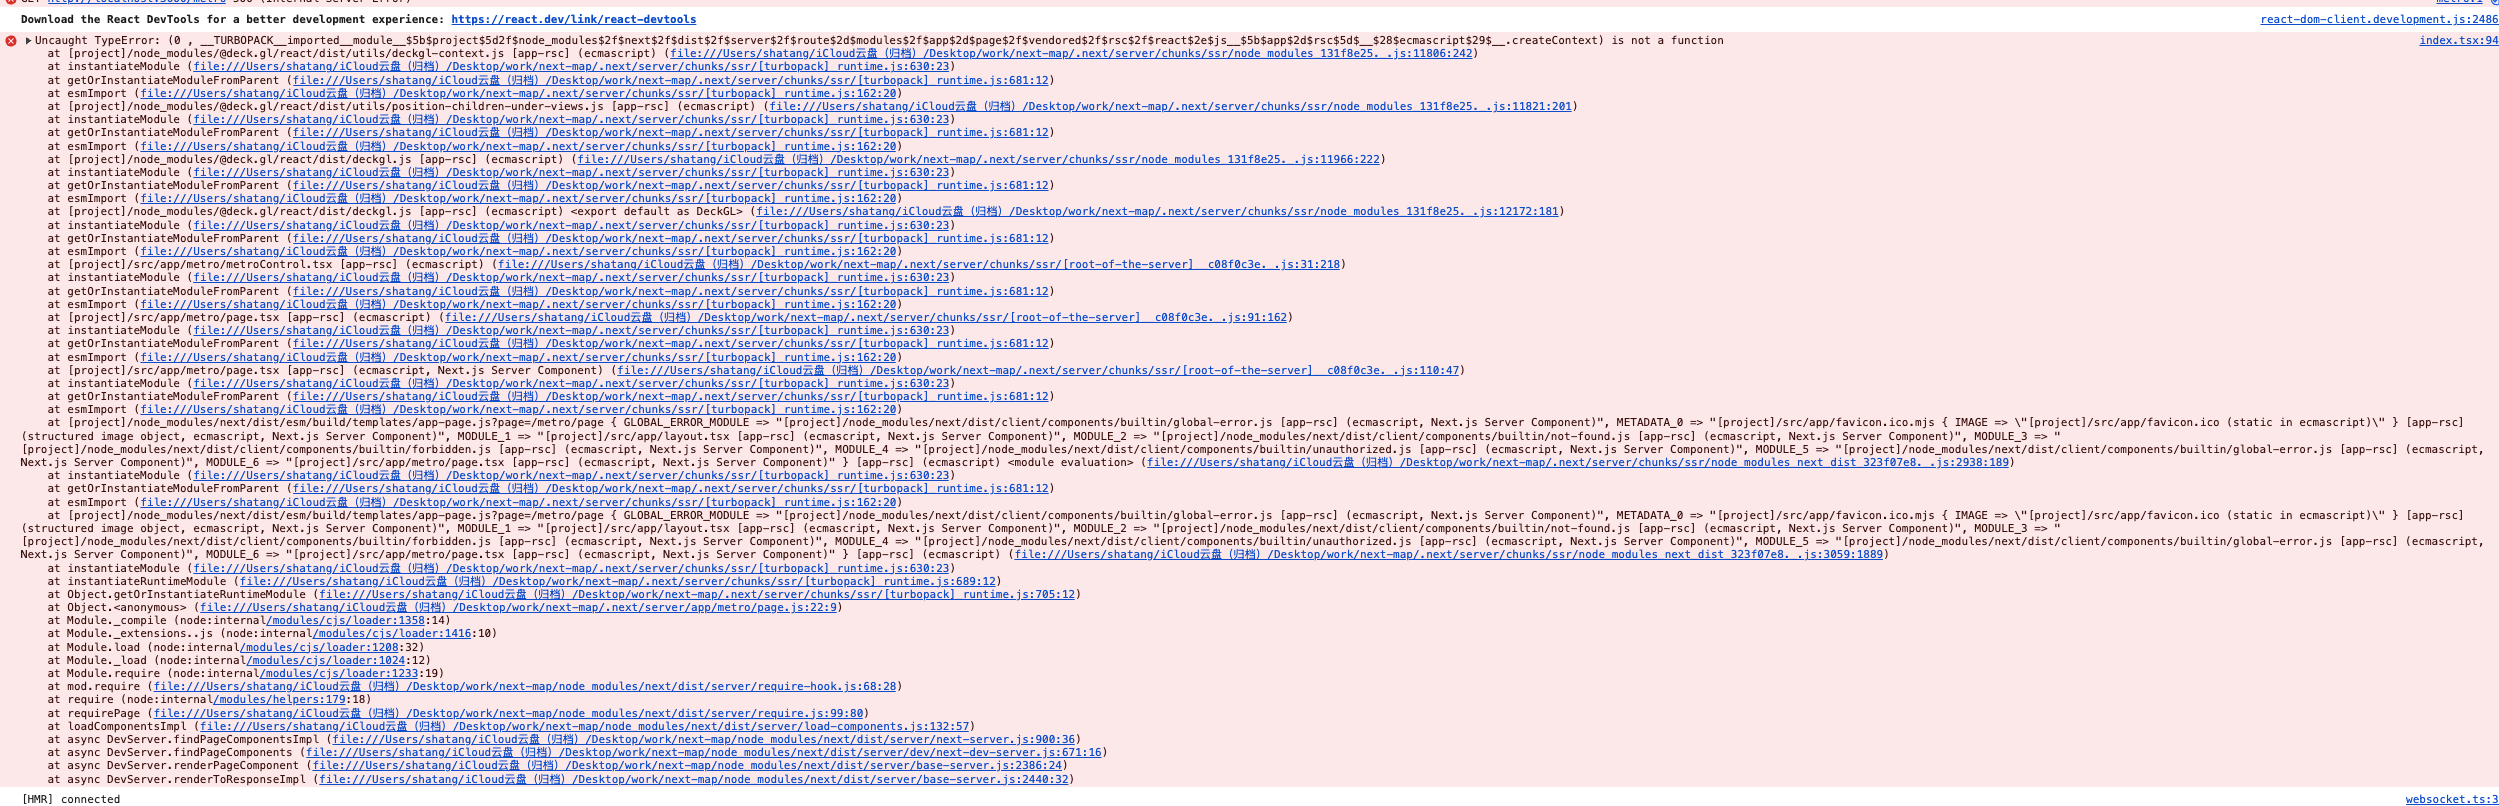 Download the React DevTools for a better development experience: https://react.dev/link/react-devtools react-dom-client.development.js:2486
Uncaught TypeError: (0 , __TURBOPACK__imported__module__$5b$project$5d2f$node_modules$2f$next$2f$dist$2f$server$2f$route$2d$modules$2f$app$2d$page$2f$vendored$2f$rsc$2f$react$2e$js__$5b$app$2d$rsc$5d$__$28$ecmascript$29$__.createContext) is not a function index.tsx:94
at [project]/node_modules/@deck.gl/react/dist/utils/deckgl-context.js [app-rsc] (ecmascript) (file:///Users/shatang/iCloud云盘（归档）/Desktop/work/next-map/.next/server/chunks/ssr/node_modules_131f8e25._.js:11806:242)
at instantiateModule (file:///Users/shatang/iCloud云盘（归档）/Desktop/work/next-map/.next/server/chunks/ssr/[turbopack]_runtime.js:630:23)
at getOrInstantiateModuleFromParent (file:///Users/shatang/iCloud云盘（归档）/Desktop/work/next-map/.next/server/chunks/ssr/[turbopack]_runtime.js:681:12)
at esmImport (file:///Users/shatang/iCloud云盘（归档）/Desktop/work/next-map/.next/server/chunks/ssr/[turbopack]_runtime.js:162:20)
at [project]/node_modules/@deck.gl/react/dist/utils/position-children-under-views.js [app-rsc] (ecmascript) (file:///Users/shatang/iCloud云盘（归档）/Desktop/work/next-map/.next/server/chunks/ssr/node_modules_131f8e25._.js:11821:201)
at instantiateModule (file:///Users/shatang/iCloud云盘（归档）/Desktop/work/next-map/.next/server/chunks/ssr/[turbopack]_runtime.js:630:23)
at getOrInstantiateModuleFromParent (file:///Users/shatang/iCloud云盘（归档）/Desktop/work/next-map/.next/server/chunks/ssr/[turbopack]_runtime.js:681:12)
at esmImport (file:///Users/shatang/iCloud云盘（归档）/Desktop/work/next-map/.next/server/chunks/ssr/[turbopack]_runtime.js:162:20)
at [project]/node_modules/@deck.gl/react/dist/deckgl.js [app-rsc] (ecmascript) (file:///Users/shatang/iCloud云盘（归档）/Desktop/work/next-map/.next/server/chunks/ssr/node_modules_131f8e25._.js:11966:222)
at instantiateModule (file:///Users/shatang/iCloud云盘（归档）/Desktop/work/next-map/.next/server/chunks/ssr/[turbopack]_runtime.js:630:23)
at getOrInstantiateModuleFromParent (file:///Users/shatang/iCloud云盘（归档）/Desktop/work/next-map/.next/server/chunks/ssr/[turbopack]_runtime.js:681:12)
at esmImport (file:///Users/shatang/iCloud云盘（归档）/Desktop/work/next-map/.next/server/chunks/ssr/[turbopack]_runtime.js:162:20)
at [project]/node_modules/@deck.gl/react/dist/deckgl.js [app-rsc] (ecmascript) <export default as DeckGL> (file:///Users/shatang/iCloud云盘（归档）/Desktop/work/next-map/.next/server/chunks/ssr/node_modules_131f8e25._.js:12172:181)
at instantiateModule (file:///Users/shatang/iCloud云盘（归档）/Desktop/work/next-map/.next/server/chunks/ssr/[turbopack]_runtime.js:630:23)
at getOrInstantiateModuleFromParent (file:///Users/shatang/iCloud云盘（归档）/Desktop/work/next-map/.next/server/chunks/ssr/[turbopack]_runtime.js:681:12)
at esmImport (file:///Users/shatang/iCloud云盘（归档）/Desktop/work/next-map/.next/server/chunks/ssr/[turbopack]_runtime.js:162:20)
at [project]/src/app/metro/metroControl.tsx [app-rsc] (ecmascript) (file:///Users/shatang/iCloud云盘（归档）/Desktop/work/next-map/.next/server/chunks/ssr/[root-of-the-server]__c08f0c3e._.js:31:218)
at instantiateModule (file:///Users/shatang/iCloud云盘（归档）/Desktop/work/next-map/.next/server/chunks/ssr/[turbopack]_runtime.js:630:23)
at getOrInstantiateModuleFromParent (file:///Users/shatang/iCloud云盘（归档）/Desktop/work/next-map/.next/server/chunks/ssr/[turbopack]_runtime.js:681:12)
at esmImport (file:///Users/shatang/iCloud云盘（归档）/Desktop/work/next-map/.next/server/chunks/ssr/[turbopack]_runtime.js:162:20)
at [project]/src/app/metro/page.tsx [app-rsc] (ecmascript) (file:///Users/shatang/iCloud云盘（归档）/Desktop/work/next-map/.next/server/chunks/ssr/[root-of-the-server]__c08f0c3e._.js:91:162)
at instantiateModule (file:///Users/shatang/iCloud云盘（归档）/Desktop/work/next-map/.next/server/chunks/ssr/[turbopack]_runtime.js:630:23)
at getOrInstantiateModuleFromParent (file:///Users/shatang/iCloud云盘（归档）/Desktop/work/next-map/.next/server/chunks/ssr/[turbopack]_runtime.js:681:12)
at esmImport (file:///Users/shatang/iCloud云盘（归档）/Desktop/work/next-map/.next/server/chunks/ssr/[turbopack]_runtime.js:162:20)
at [project]/src/app/metro/page.tsx [app-rsc] (ecmascript, Next.js Server Component) (file:///Users/shatang/iCloud云盘（归档）/Desktop/work/next-map/.next/server/chunks/ssr/[root-of-the-server]__c08f0c3e._.js:110:47)
at instantiateModule (file:///Users/shatang/iCloud云盘（归档）/Desktop/work/next-map/.next/server/chunks/ssr/[turbopack]_runtime.js:630:23)
at getOrInstantiateModuleFromParent (file:///Users/shatang/iCloud云盘（归档）/Desktop/work/next-map/.next/server/chunks/ssr/[turbopack]_runtime.js:681:12)
at esmImport (file:///Users/shatang/iCloud云盘（归档）/Desktop/work/next-map/.next/server/chunks/ssr/[turbopack]_runtime.js:162:20)
at [project]/node_modules/next/dist/esm/build/templates/app-page.js?page=/metro/page { GLOBAL_ERROR_MODULE => "[project]/node_modules/next/dist/client/components/builtin/global-error.js [app-rsc] (ecmascript, Next.js Server Component)", METADATA_0 => "[project]/src/app/favicon.ico.mjs { IMAGE => \"[project]/src/app/favicon.ico (static in ecmascript)\" } [app-rsc]
(structured image object, ecmascript, Next.js Server Component)", MODULE_1 => "[project]/src/app/layout.tsx [app-rsc] (ecmascript, Next.js Server Component)", MODULE_2 => "[project]/node_modules/next/dist/client/components/builtin/not-found.js [app-rsc] (ecmascript, Next.js Server Component)", MODULE_3 => "
[project]/node_modules/next/dist/client/components/builtin/forbidden.js [app-rsc] (ecmascript, Next.js Server Component)", MODULE_4 => "[project]/node_modules/next/dist/client/components/builtin/unauthorized.js [app-rsc] (ecmascript, Next.js Server Component)", MODULE_5 => "[project]/node_modules/next/dist/client/components/builtin/global-error.js [app-rsc] (ecmascript,
Next.js Server Component)", MODULE_6 => "[project]/src/app/metro/page.tsx [app-rsc] (ecmascript, Next.js Server Component)" } [app-rsc] (ecmascript) <module evaluation> (file:///Users/shatang/iCloud云盘（归档）/Desktop/work/next-map/.next/server/chunks/ssr/node_modules_next_dist_323f07e8._.js:2938:189)
at instantiateModule (file:///Users/shatang/iCloud云盘（归档）/Desktop/work/next-map/.next/server/chunks/ssr/[turbopack]_runtime.js:630:23)
at getOrInstantiateModuleFromParent (file:///Users/shatang/iCloud云盘（归档）/Desktop/work/next-map/.next/server/chunks/ssr/[turbopack]_runtime.js:681:12)
at esmImport (file:///Users/shatang/iCloud云盘（归档）/Desktop/work/next-map/.next/server/chunks/ssr/[turbopack]_runtime.js:162:20)
at [project]/node_modules/next/dist/esm/build/templates/app-page.js?page=/metro/page { GLOBAL_ERROR_MODULE => "[project]/node_modules/next/dist/client/components/builtin/global-error.js [app-rsc] (ecmascript, Next.js Server Component)", METADATA_0 => "[project]/src/app/favicon.ico.mjs { IMAGE => \"[project]/src/app/favicon.ico (static in ecmascript)\" } [app-rsc]
(structured image object, ecmascript, Next.js Server Component)", MODULE_1 => "[project]/src/app/layout.tsx [app-rsc] (ecmascript, Next.js Server Component)", MODULE_2 => "[project]/node_modules/next/dist/client/components/builtin/not-found.js [app-rsc] (ecmascript, Next.js Server Component)", MODULE_3 => "
[project]/node_modules/next/dist/client/components/builtin/forbidden.js [app-rsc] (ecmascript, Next.js Server Component)", MODULE_4 => "[project]/node_modules/next/dist/client/components/builtin/unauthorized.js [app-rsc] (ecmascript, Next.js Server Component)", MODULE_5 => "[project]/node_modules/next/dist/client/components/builtin/global-error.js [app-rsc] (ecmascript,
Next.js Server Component)", MODULE_6 => "[project]/src/app/metro/page.tsx [app-rsc] (ecmascript, Next.js Server Component)" } [app-rsc] (ecmascript) (file:///Users/shatang/iCloud云盘（归档）/Desktop/work/next-map/.next/server/chunks/ssr/node_modules_next_dist_323f07e8._.js:3059:1889)
at instantiateModule (file:///Users/shatang/iCloud云盘（归档）/Desktop/work/next-map/.next/server/chunks/ssr/[turbopack]_runtime.js:630:23)
at instantiateRuntimeModule (file:///Users/shatang/iCloud云盘（归档）/Desktop/work/next-map/.next/server/chunks/ssr/[turbopack]_runtime.js:689:12)
at Object.getOrInstantiateRuntimeModule (file:///Users/shatang/iCloud云盘（归档）/Desktop/work/next-map/.next/server/chunks/ssr/[turbopack]_runtime.js:705:12)
at Object.<anonymous> (file:///Users/shatang/iCloud云盘（归档）/Desktop/work/next-map/.next/server/app/metro/page.js:22:9)
at Module._compile (node:internal/modules/cjs/loader:1358:14)
at Module._extensions..js (node:internal/modules/cjs/loader:1416:10)
at Module.load (node:internal/modules/cjs/loader:1208:32)
at Module._load (node:internal/modules/cjs/loader:1024:12)
at Module.require (node:internal/modules/cjs/loader:1233:19)
at mod.require (file:///Users/shatang/iCloud云盘（归档）/Desktop/work/next-map/node_modules/next/dist/server/require-hook.js:68:28)
at require (node:internal/modules/helpers:179:18)
at requirePage (file:///Users/shatang/iCloud云盘（归档）/Desktop/work/next-map/node_modules/next/dist/server/require.js:99:80)
at loadComponentsImpl (file:///Users/shatang/iCloud云盘（归档）/Desktop/work/next-map/node_modules/next/dist/server/load-components.js:132:57)
at async DevServer.findPageComponentsImpl (file:///Users/shatang/iCloud云盘（归档）/Desktop/work/next-map/node_modules/next/dist/server/next-server.js:900:36)
at async DevServer.findPageComponents (file:///Users/shatang/iCloud云盘（归档）/Desktop/work/next-map/node_modules/next/dist/server/dev/next-dev-server.js:671:16)
at async DevServer.renderPageComponent (file:///Users/shatang/iCloud云盘（归档）/Desktop/work/next-map/node_modules/next/dist/server/base-server.js:2386:24)
at async DevServer.renderToResponseImpl (file:///Users/shatang/iCloud云盘（归档）/Desktop/work/next-map/node_modules/next/dist/server/base-server.js:2440:32)
[HMR] connected websocket.ts:3